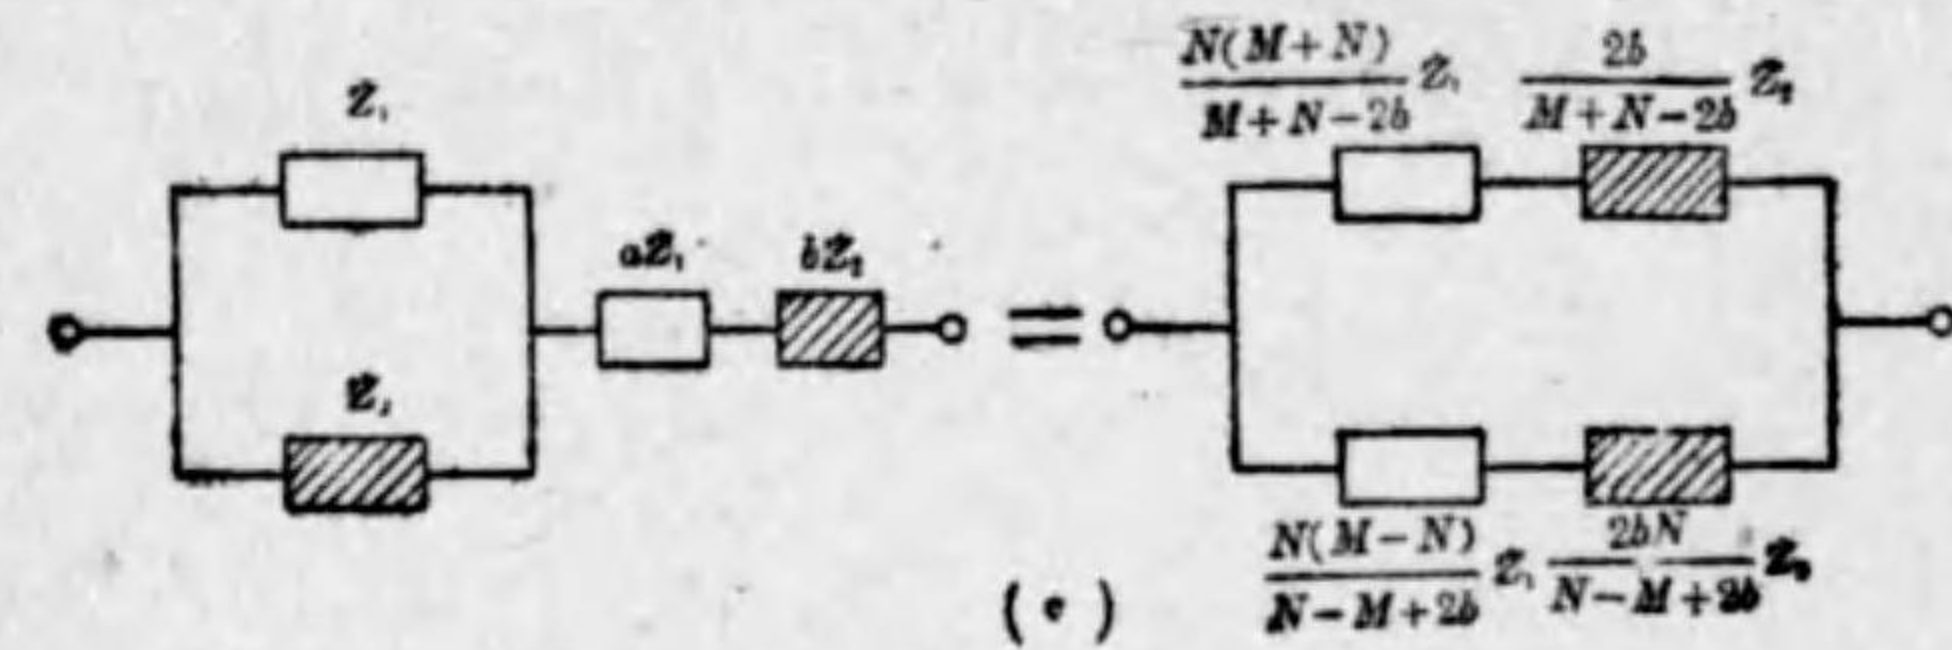 N(M+N)/(M+N−2b) Z₁ 2b/(M+N−2b) Z₂
Z₁
aZ₁ bZ₂
=
Z₂
N(M−N)/(N−M+2b) Z₁ 2bN/(N−M+2b) Z₂